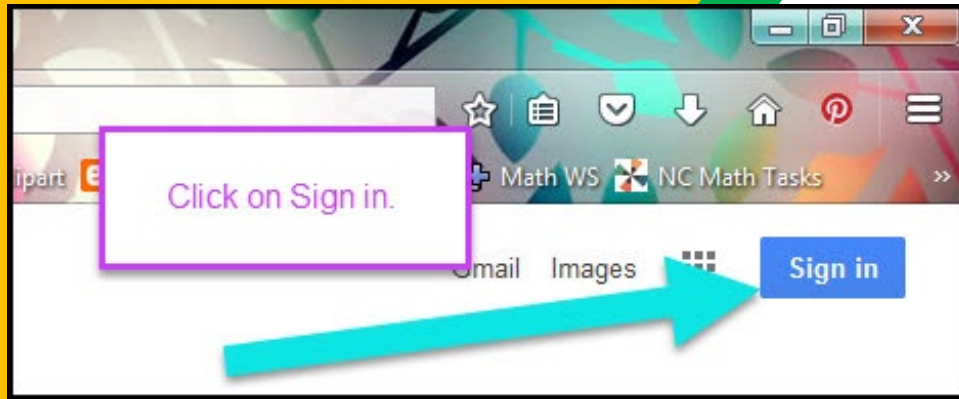 ipart Math WS NC Math Tasks
Click on Sign in.
Gmail Images Sign in